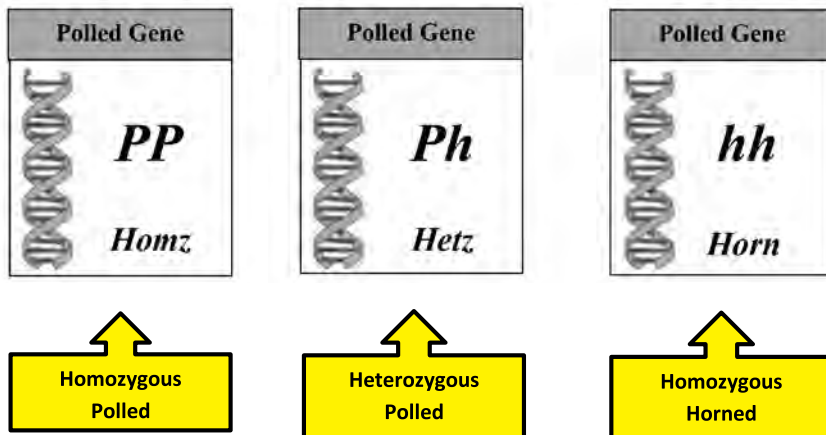 Polled Gene
PP
Homz
Polled Gene
Ph
Hetz
Polled Gene
hh
Horn
Homozygous
Polled
Heterozygous
Polled
Homozygous
Horned